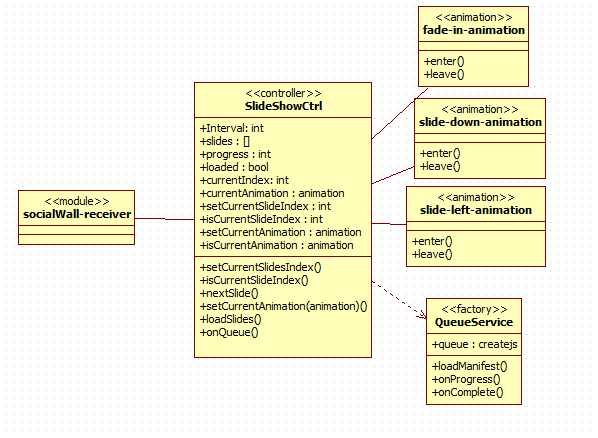 <<animation>>
fade-in-animation
+enter()
+leave()
<<controller>>
SlideShowCtrl
+Interval: int
+slides : []
+progress : int
+loaded : bool
+currentIndex: int
+currentAnimation : animation
+setCurrentSlideIndex : int
+isCurrentSlideIndex : int
+setCurrentAnimation : animation
+isCurrentAnimation : animation
+setCurrentSlidesIndex()
+isCurrentSlideIndex()
+nextSlide()
+setCurrentAnimation(animation)()
+loadSlides()
+onQueue()
<<animation>>
slide-down-animation
+enter()
+leave()
<<module>>
socialWall-receiver
<<animation>>
slide-left-animation
+enter()
+leave()
<<factory>>
QueueService
+queue : createjs
+loadManifest()
+onProgress()
+onComplete()